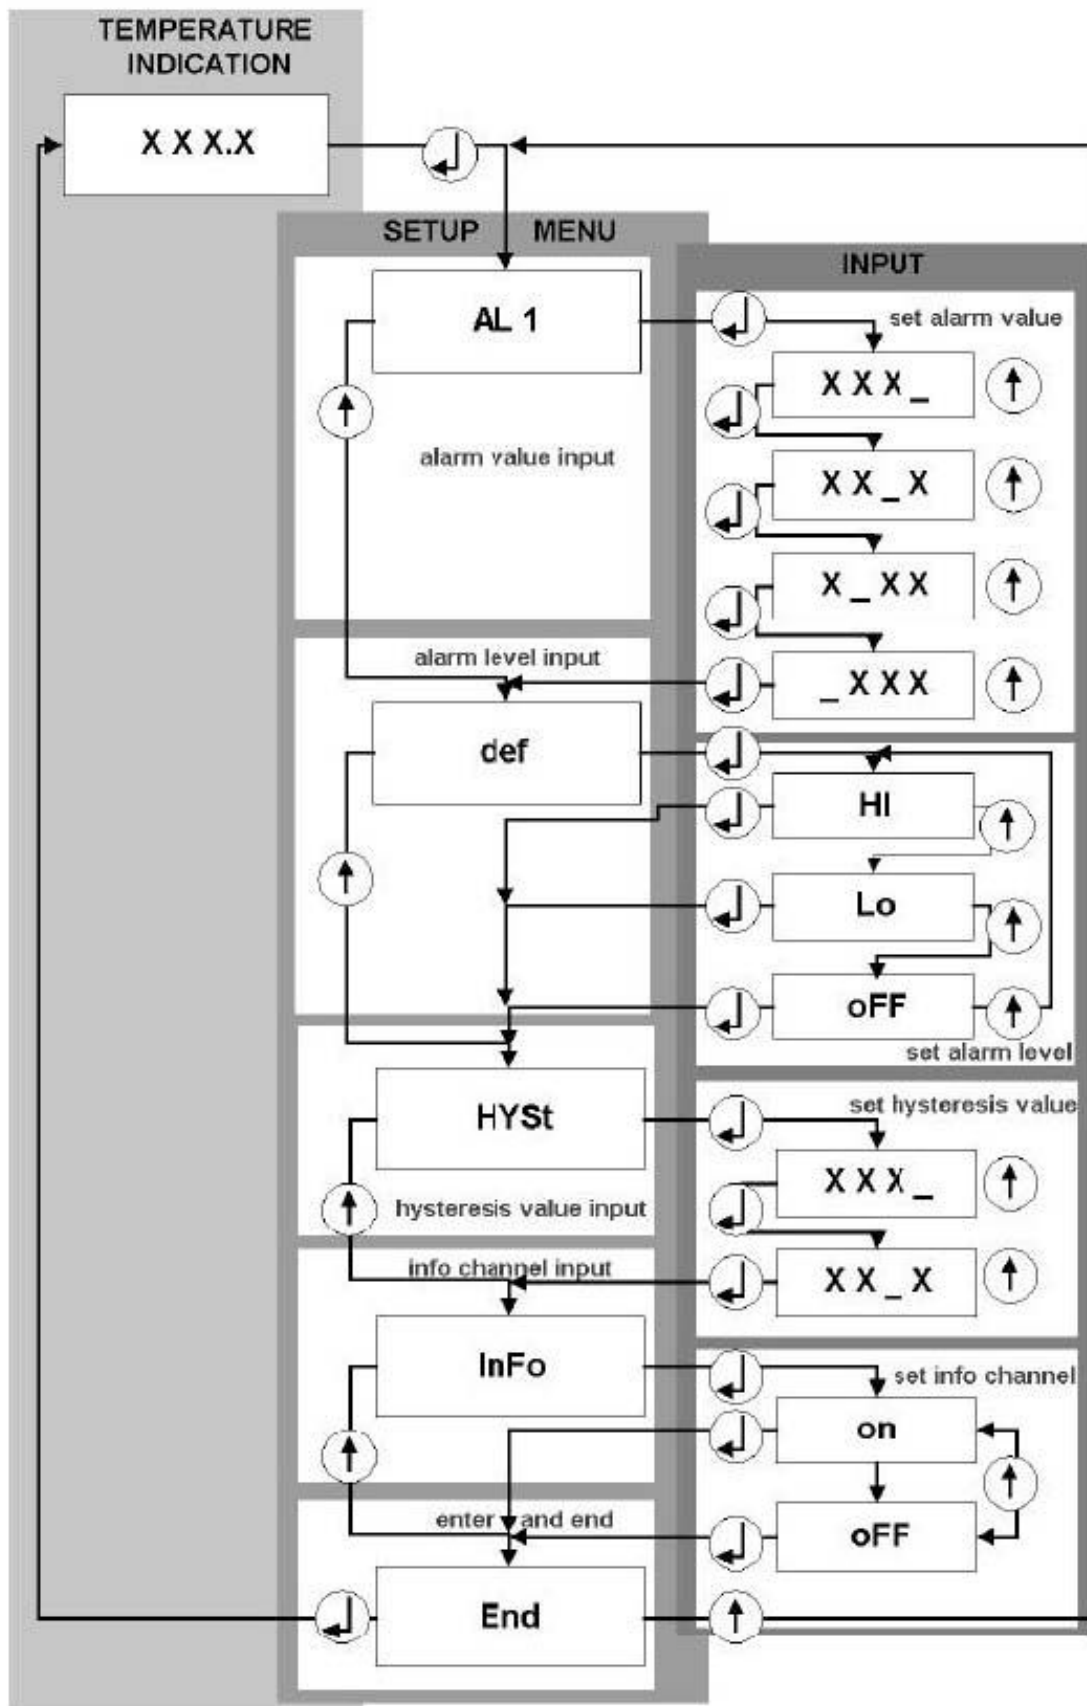 TEMPERATURE
INDICATION
X X X.X
SETUP MENU
INPUT
AL 1
set alarm value
X X X _
alarm value input
X X _ X
X _ X X
alarm level input
_ X X X
def
HI
Lo
oFF
set alarm level
HYSt
set hysteresis value
X X X _
hysteresis value input
info channel input
X X _ X
InFo
set info channel
on
enter and end
oFF
End